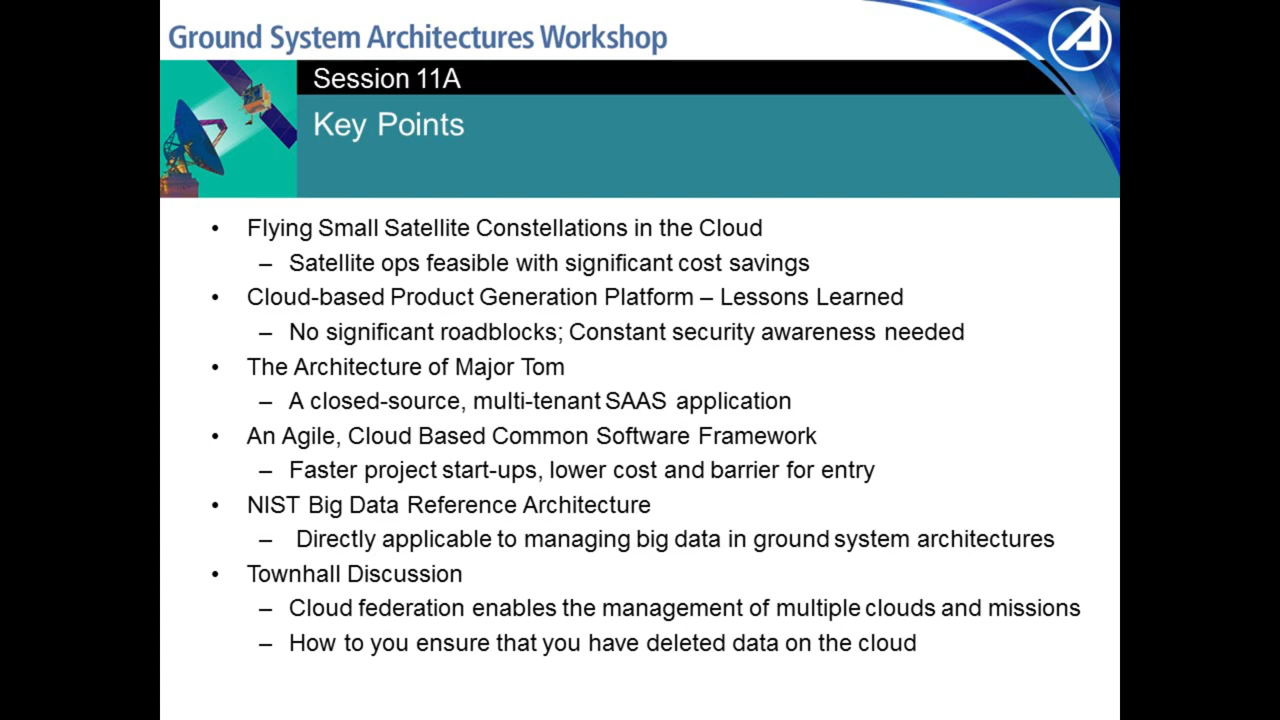 Ground System Architectures Workshop
Session 11A
Key Points
• Flying Small Satellite Constellations in the Cloud
– Satellite ops feasible with significant cost savings
• Cloud-based Product Generation Platform – Lessons Learned
– No significant roadblocks; Constant security awareness needed
• The Architecture of Major Tom
– A closed-source, multi-tenant SAAS application
• An Agile, Cloud Based Common Software Framework
– Faster project start-ups, lower cost and barrier for entry
• NIST Big Data Reference Architecture
– Directly applicable to managing big data in ground system architectures
• Townhall Discussion
– Cloud federation enables the management of multiple clouds and missions
– How to you ensure that you have deleted data on the cloud